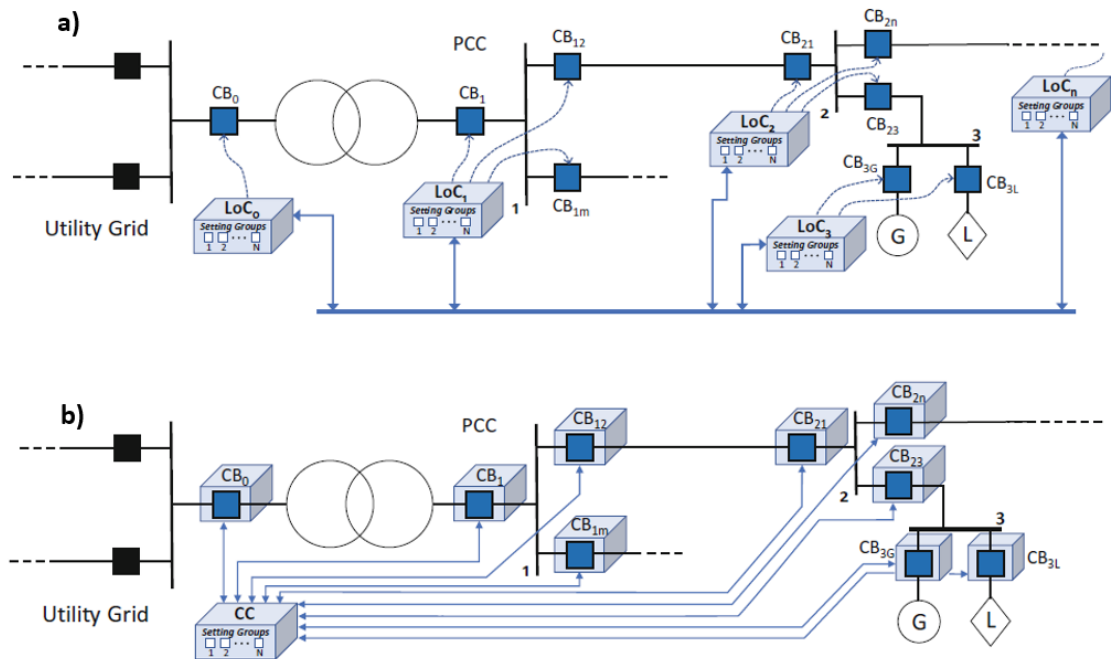 a)
PCC
CB12
CB21
CB2n
CB0
CB1
CB23
CB1m
CB3G
CB3L
1
2
3
G
L
Utility Grid
LoCo
Setting Groups
1 2 ... N
LoC1
Setting Groups
1 2 ... N
LoC2
Setting Groups
1 2 ... N
LoC3
Setting Groups
1 2 ... N
LoCn
Setting Groups
1 2 ... N
b)
PCC
CB12
CB21
CB2n
CB0
CB1
CB23
CB1m
CB3G
CB3L
1
2
3
G
L
Utility Grid
CC
Setting Groups
1 2 ... N